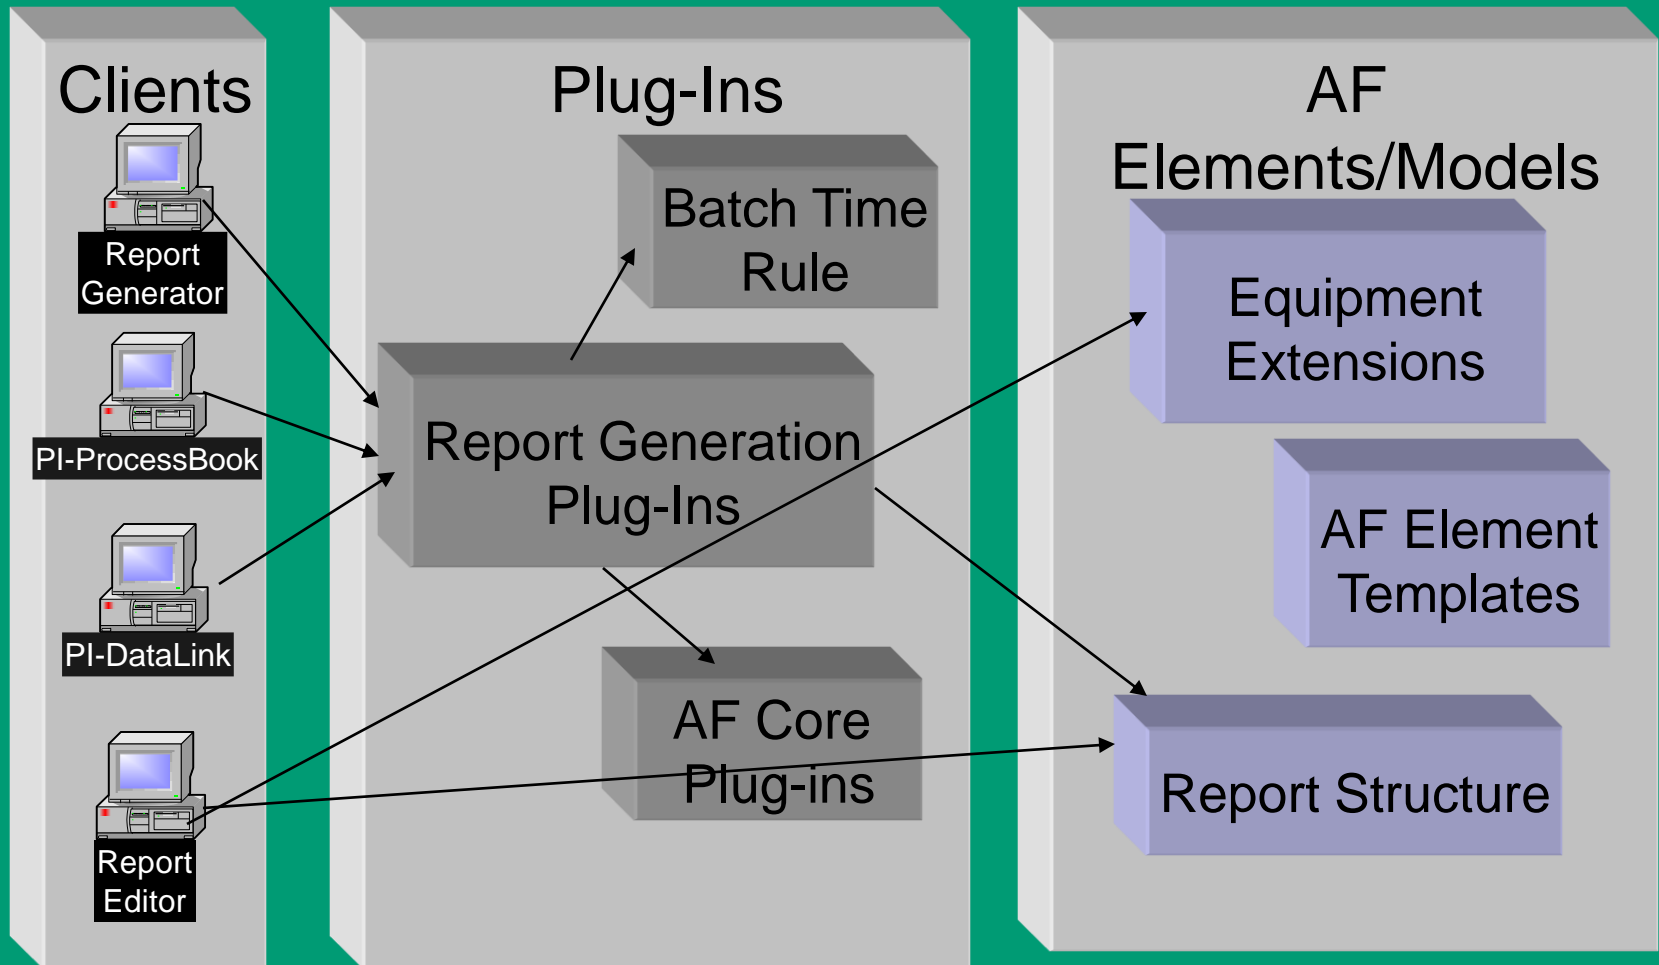 Clients
Report
Generator
PI-ProcessBook
PI-DataLink
Report
Editor
Plug-Ins
Batch Time
Rule
Report Generation
Plug-Ins
AF Core
Plug-ins
AF
Elements/Models
Equipment
Extensions
AF Element
Templates
Report Structure